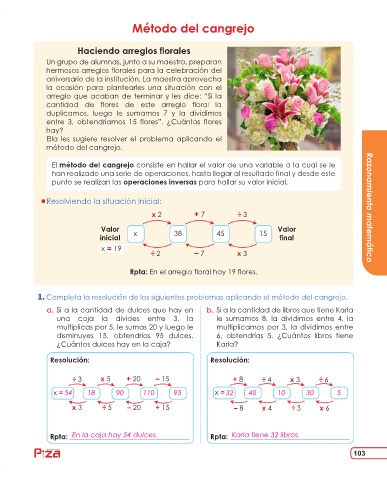 Método del cangrejo
Haciendo arreglos florales
Un grupo de alumnas, junto a su maestra, preparan
hermosos arreglos florales para la celebración del
aniversario de la institución. La maestra aprovecha
la ocasión para plantearles una situación con el
arreglo que acaban de terminar y les dice: "Si la
cantidad de flores de este arreglo floral la
duplicamos, luego le sumamos 7 y la dividimos
entre 3, obtendríamos 15 flores". ¿Cuántas flores
hay?
Ella les sugiere resolver el problema aplicando el
método del cangrejo.
El método del cangrejo consiste en hallar el valor de una variable a la cual se le
han realizado una serie de operaciones, hasta llegar al resultado final y desde este
punto se realizan las operaciones inversas para hallar su valor inicial.
Resolviendo la situación inicial:
x 2 + 7 ÷ 3
Valor inicial x 38 45 15 Valor final
x = 19
÷ 2 – 7 x 3
Rpta: En el arreglo floral hay 19 flores.
1. Completa la resolución de los siguientes problemas aplicando el método del cangrejo.
a. Si a la cantidad de dulces que hay en
una caja la divides entre 3, la
multiplicas por 5, le sumas 20 y luego le
disminuyes 15, obtendrías 95 dulces.
¿Cuántos dulces hay en la caja?
Resolución:
÷ 3 x 5 + 20 – 15
x = 54 18 90 110 95
x 3 ÷ 5 – 20 + 15
Rpta: En la caja hay 54 dulces.
b. Si a la cantidad de libros que tiene Karla
le sumamos 8, la dividimos entre 4, la
multiplicamos por 3, la dividimos entre
6, obtendrías 5. ¿Cuántos libros tiene
Karla?
Resolución:
+ 8 ÷ 4 x 3 ÷ 6
x = 32 40 10 30 5
– 8 x 4 ÷ 3 x 6
Rpta: Karla tiene 32 libros.
Razonamiento matemático
Piza
103